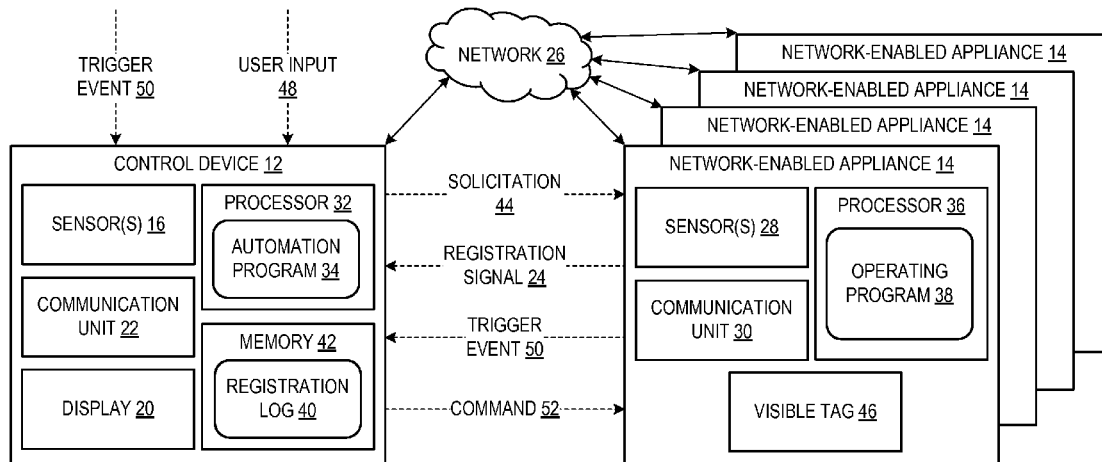 TRIGGER
EVENT 50
USER INPUT
48
NETWORK 26
NETWORK-ENABLED APPLIANCE 14
NETWORK-ENABLED APPLIANCE 14
NETWORK-ENABLED APPLIANCE 14
NETWORK-ENABLED APPLIANCE 14
CONTROL DEVICE 12
SENSOR(S) 16
PROCESSOR 32
AUTOMATION
PROGRAM 34
COMMUNICATION
UNIT 22
MEMORY 42
REGISTRATION
LOG 40
DISPLAY 20
SOLICITATION
44
REGISTRATION
SIGNAL 24
TRIGGER
EVENT 50
COMMAND 52
SENSOR(S) 28
PROCESSOR 36
OPERATING
PROGRAM 38
COMMUNICATION
UNIT 30
VISIBLE TAG 46